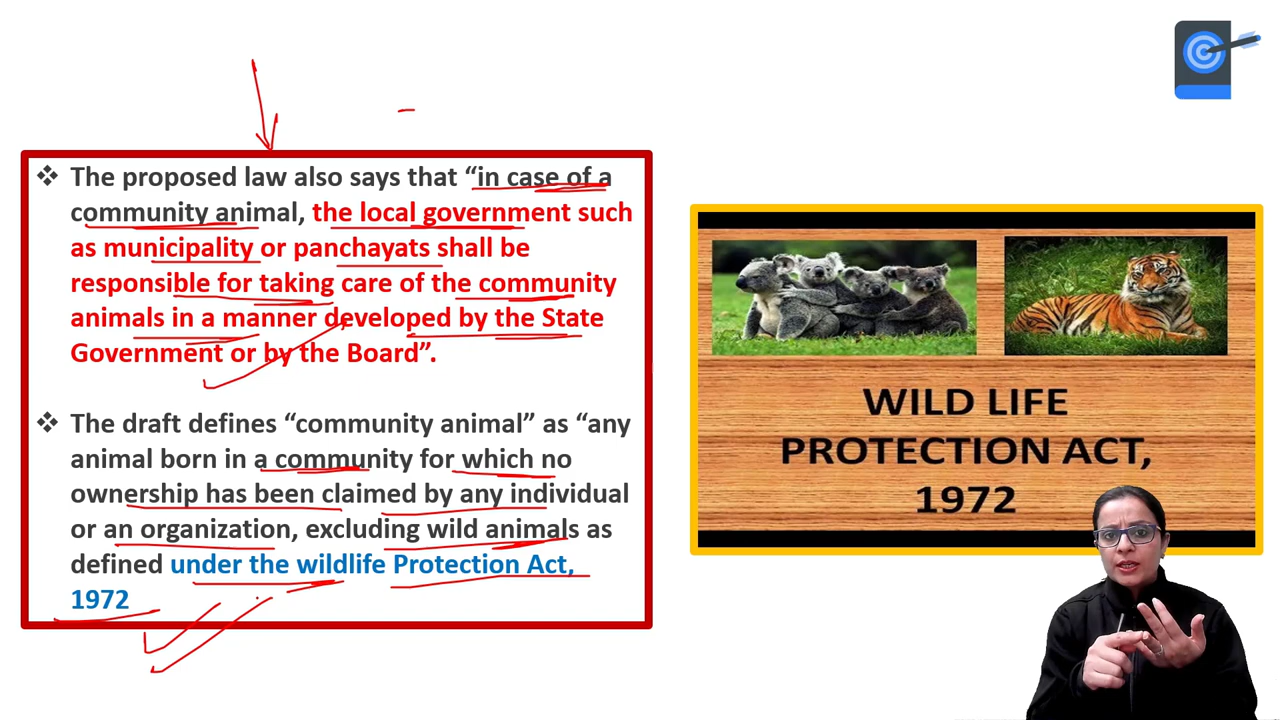 ❖ The proposed law also says that “in case of a
community animal, the local government such
as municipality or panchayats shall be
responsible for taking care of the community
animals in a manner developed by the State
Government or by the Board”.
❖ The draft defines “community animal” as “any
animal born in a community for which no
ownership has been claimed by any individual
or an organization, excluding wild animals as
defined under the wildlife Protection Act,
1972
WILD LIFE
PROTECTION ACT,
1972